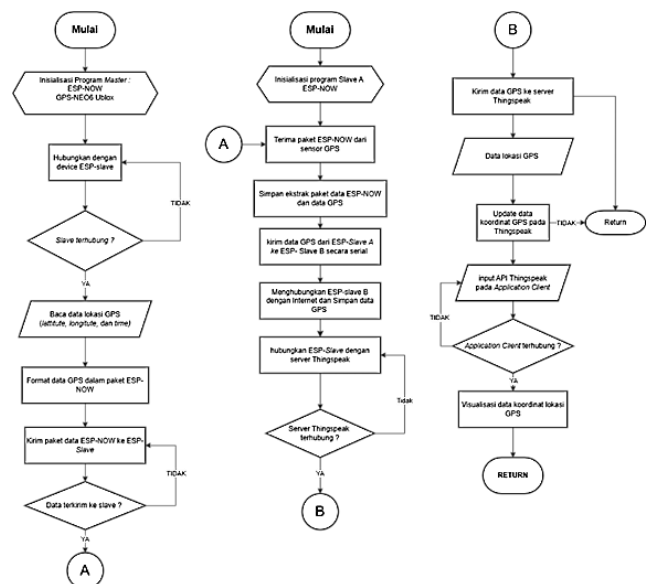 Mulai
Inisialisasi Program Master :
ESP-NOW
GPS-NEO6 Ublox
Hubungkan dengan
device ESP-slave
TIDAK
Slave terhubung ?
YA
Baca data lokasi GPS
(lattitute, longitute, dan time)
Format data GPS dalam paket ESP-
NOW
Kirim paket data ESP-NOW ke ESP-
Slave
TIDAK
Data terkirim ke slave ?
YA
A
Mulai
Inisialisasi program Slave A
ESP-NOW
A
Terima paket ESP-NOW dari
sensor GPS
Simpan ekstrak paket data ESP-NOW
dan data GPS
kirim data GPS dari ESP-Slave A
ke ESP- Slave B secara serial
Menghubungkan ESP-slave B
dengan Internet dan Simpan data
GPS
hubungkan ESP-Slave dengan
server Thingspeak
Tidak
Server Thingspeak
terhubung ?
YA
B
B
Kirim data GPS ke server
Thingspeak
Data lokasi GPS
Update data
koordinat GPS pada
Thingspeak
TIDAK
Return
input API Thingspeak
pada Application Client
TIDAK
Application Client terhubung ?
Ya
Visualisasi data koordinat lokasi
GPS
RETURN